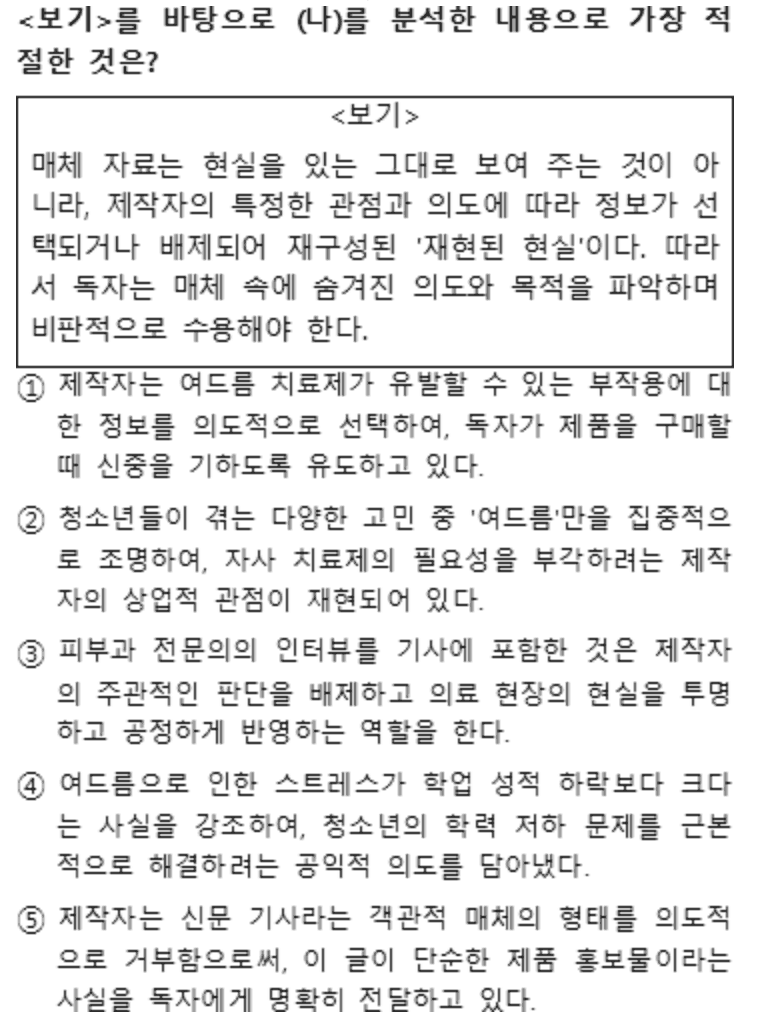 <보기>를 바탕으로 (나)를 분석한 내용으로 가장 적
절한 것은?
<보기>
매체 자료는 현실을 있는 그대로 보여 주는 것이 아
니라, 제작자의 특정한 관점과 의도에 따라 정보가 선
택되거나 배제되어 재구성된 '재현된 현실'이다. 따라
서 독자는 매체 속에 숨겨진 의도와 목적을 파악하며
비판적으로 수용해야 한다.
① 제작자는 여드름 치료제가 유발할 수 있는 부작용에 대
한 정보를 의도적으로 선택하여, 독자가 제품을 구매할
때 신중을 기하도록 유도하고 있다.
② 청소년들이 겪는 다양한 고민 중 '여드름'만을 집중적으
로 조명하여, 자사 치료제의 필요성을 부각하려는 제작
자의 상업적 관점이 재현되어 있다.
③ 피부과 전문의의 인터뷰를 기사에 포함한 것은 제작자
의 주관적인 판단을 배제하고 의료 현장의 현실을 투명
하고 공정하게 반영하는 역할을 한다.
④ 여드름으로 인한 스트레스가 학업 성적 하락보다 크다
는 사실을 강조하여, 청소년의 학력 저하 문제를 근본
적으로 해결하려는 공익적 의도를 담아냈다.
⑤ 제작자는 신문 기사라는 객관적 매체의 형태를 의도적
으로 거부함으로써, 이 글이 단순한 제품 홍보물이라는
사실을 독자에게 명확히 전달하고 있다.